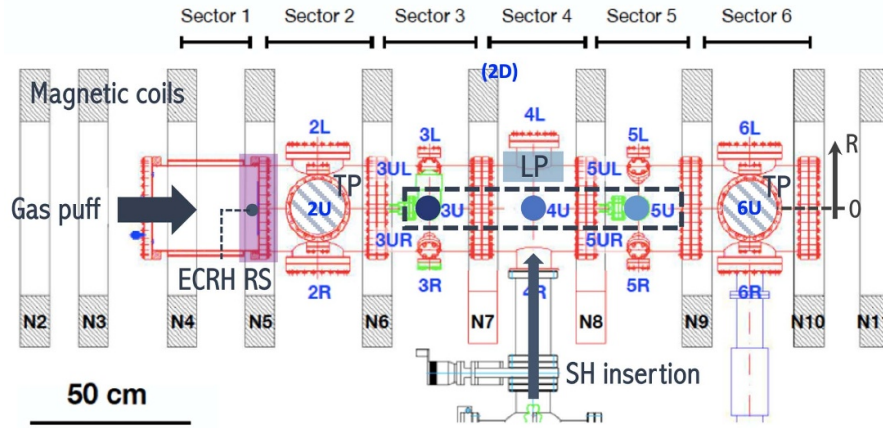 Sector 1 Sector 2 Sector 3 Sector 4 Sector 5 Sector 6
(2D)
Magnetic coils
2L 3L 4L 5L 6L
R
3UL LP 5UL
TP TP
Gas puff 2U 3U 4U 5U 6U 0
3UR 5UR
ECRH RS
2R 3R 4R 5R 6R
N2 N3 N4 N5 N6 N7 N8 N9 N10 N1
SH insertion
50 cm